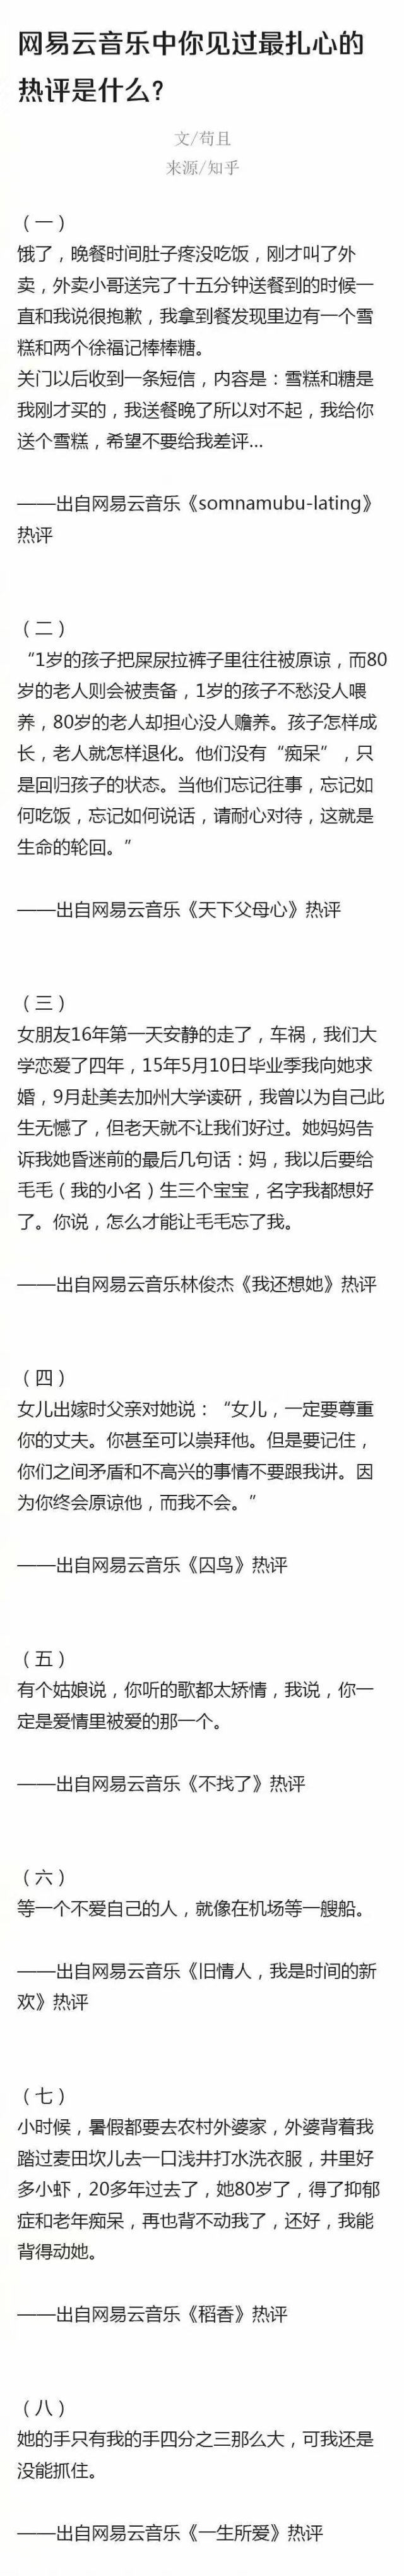 网易云音乐中你见过最扎心的
热评是什么?
文/苟且
来源/知乎
（一）
饿了，晚餐时间肚子疼没吃饭，刚才叫了外
卖，外卖小哥送完了十五分钟送餐到的时候一
直和我说很抱歉，我拿到餐发现里边有一个雪
糕和两个徐福记棒棒糖。
关门以后收到一条短信，内容是：雪糕和糖是
我刚才买的，我送餐晚了所以对不起，我给你
送个雪糕，希望不要给我差评...
——出自网易云音乐《somnamubu-lating》
热评
（二）
“1岁的孩子把屎尿拉裤子里往往被原谅，而80
岁的老人则会被责备，1岁的孩子不愁没人喂
养，80岁的老人却担心没人赡养。孩子怎样成
长，老人就怎样退化。他们没有“痴呆”，只
是回归孩子的状态。当他们忘记往事，忘记如
何吃饭，忘记如何说话，请耐心对待，这就是
生命的轮回。”
——出自网易云音乐《天下父母心》热评
（三）
女朋友16年第一天安静的走了，车祸，我们大
学恋爱了四年，15年5月10日毕业季我向她求
婚，9月赴美去加州大学读研，我曾以为自己此
生无憾了，但老天就不让我们好过。她妈妈告
诉我她昏迷前的最后几句话：妈，我以后要给
毛毛（我的小名）生三个宝宝，名字我都想好
了。你说，怎么才能让毛毛忘了我。
——出自网易云音乐林俊杰《我还想她》热评
（四）
女儿出嫁时父亲对她说：“女儿，一定要尊重
你的丈夫。你甚至可以崇拜他。但是要记住，
你们之间矛盾和不高兴的事情不要跟我讲。因
为你终会原谅他，而我不会。”
——出自网易云音乐《囚鸟》热评
（五）
有个姑娘说，你听的歌都太矫情，我说，你一
定是爱情里被爱的那一个。
——出自网易云音乐《不找了》热评
（六）
等一个不爱自己的人，就像在机场等一艘船。
——出自网易云音乐《旧情人，我是时间的新
欢》热评
（七）
小时候，暑假都要去农村外婆家，外婆背着我
踏过麦田坎儿去一口浅井打水洗衣服，井里好
多小虾，20多年过去了，她80岁了，得了抑郁
症和老年痴呆，再也背不动我了，还好，我能
背得动她。
——出自网易云音乐《稻香》热评
（八）
她的手只有我的手四分之三那么大，可我还是
没能抓住。
——出自网易云音乐《一生所爱》热评